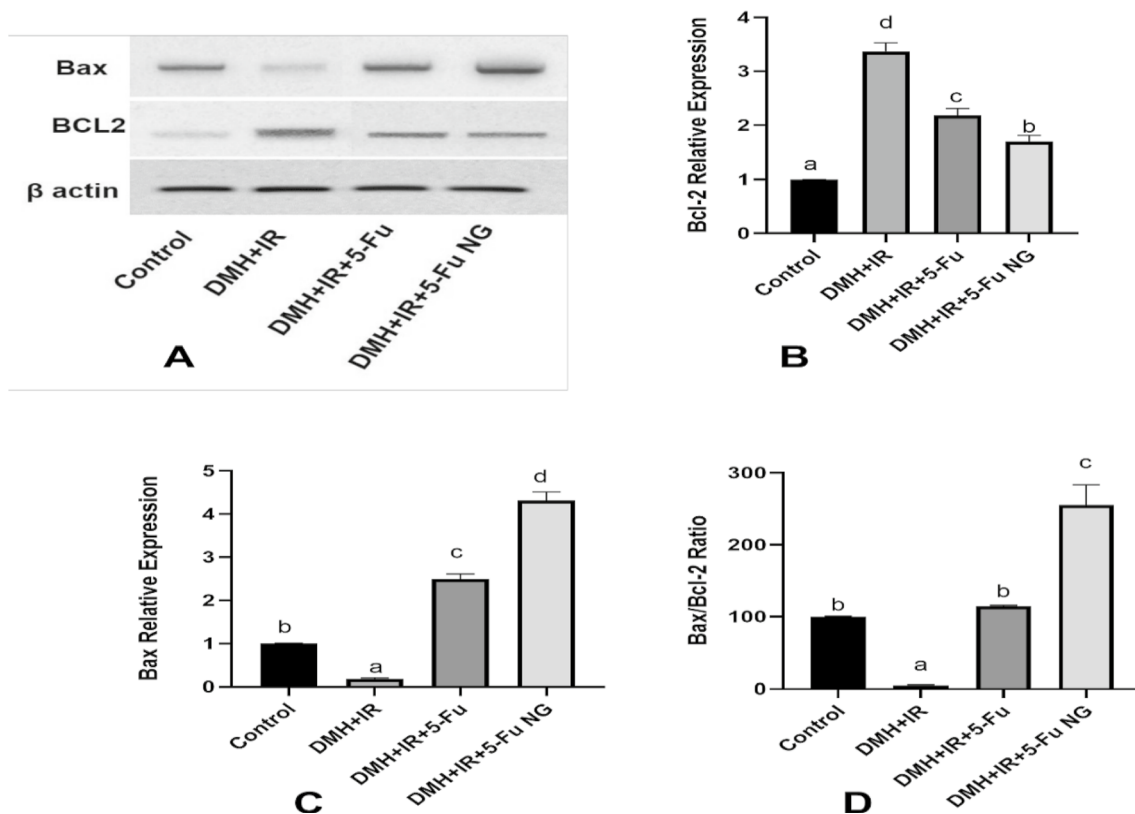 Bax
BCL2
β actin
Control
DMH+IR
DMH+IR+5-Fu
DMH+IR+5-Fu NG
A
Bcl-2 Relative Expression
4
3
2
1
0
a
d
c
b
Control
DMH+IR
DMH+IR+5-Fu
DMH+IR+5-Fu NG
B
Bax Relative Expression
5
4
3
2
1
0
b
a
c
d
Control
DMH+IR
DMH+IR+5-Fu
DMH+IR+5-Fu NG
C
Bax/Bcl-2 Ratio
300
200
100
0
b
a
b
c
Control
DMH+IR
DMH+IR+5-Fu
DMH+IR+5-Fu NG
D